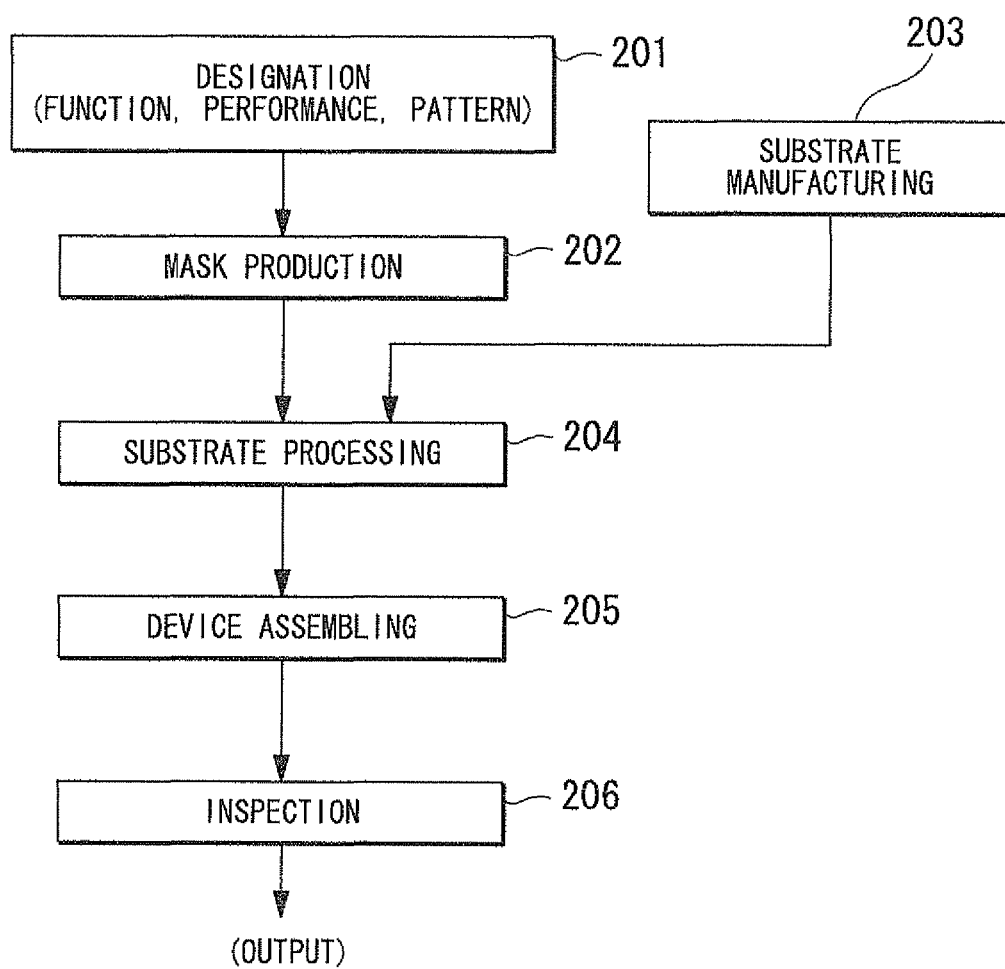 DESIGNATION
(FUNCTION, PERFORMANCE, PATTERN)
201
203
SUBSTRATE
MANUFACTURING
MASK PRODUCTION
202
SUBSTRATE PROCESSING
204
DEVICE ASSEMBLING
205
INSPECTION
206
(OUTPUT)